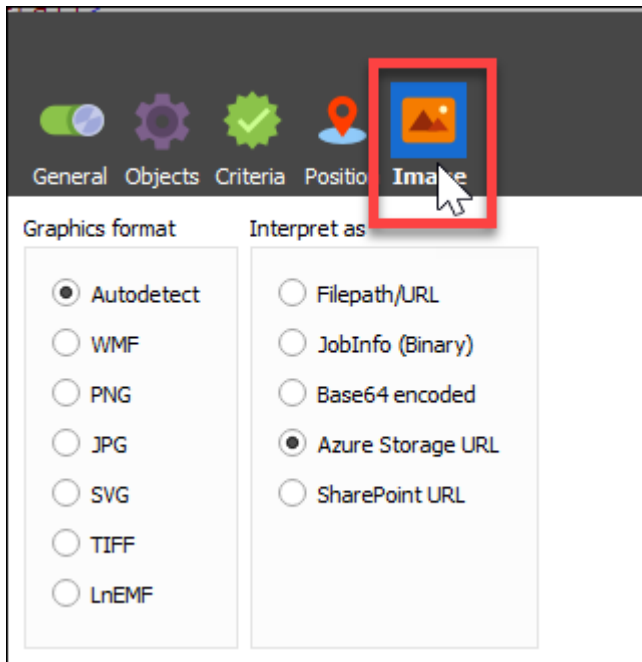 General Objects Criteria Position Image
Graphics format Interpret as
Autodetect Filepath/URL
WMF JobInfo (Binary)
PNG Base64 encoded
JPG Azure Storage URL
SVG SharePoint URL
TIFF
LnEMF